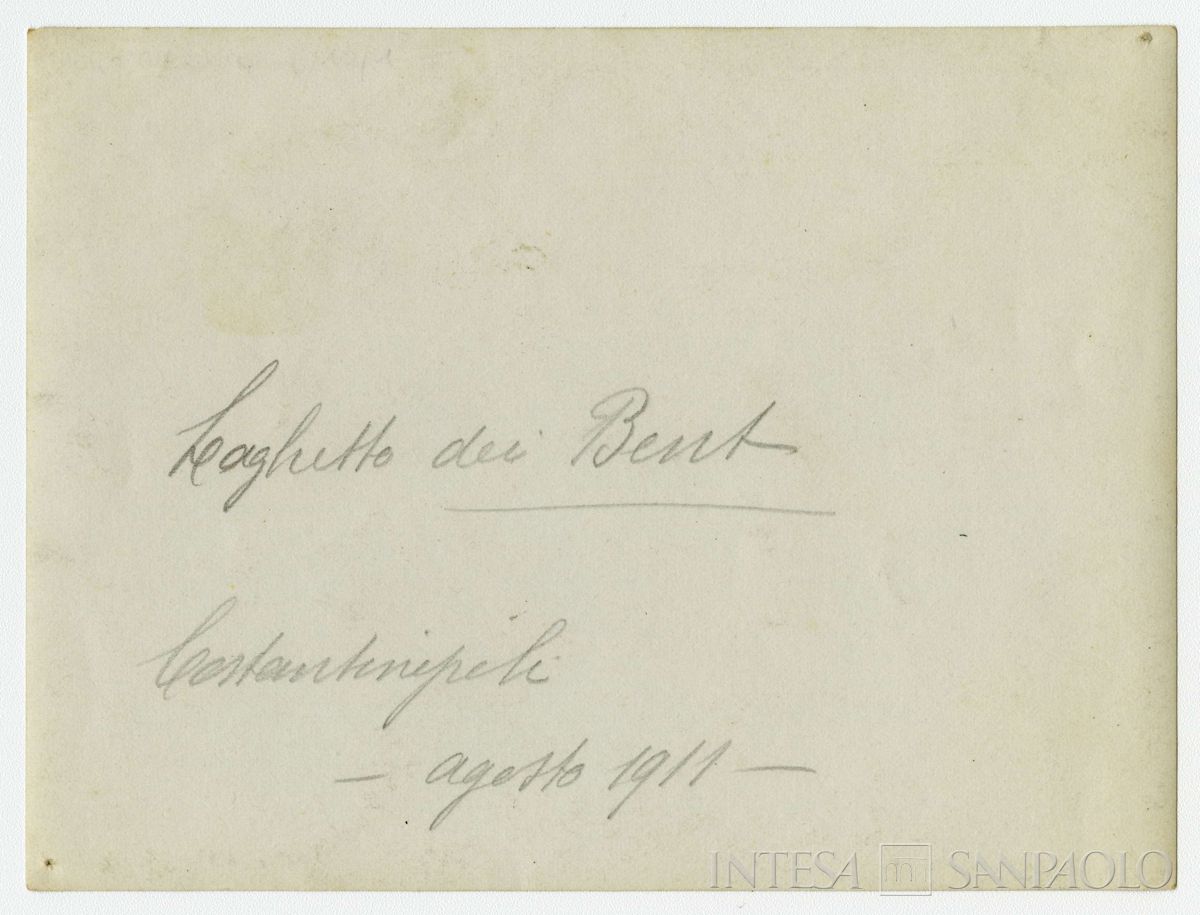 Laghetto dei Bent
Costantinopoli
- agosto 1911 -
INTESA SANPAOLO